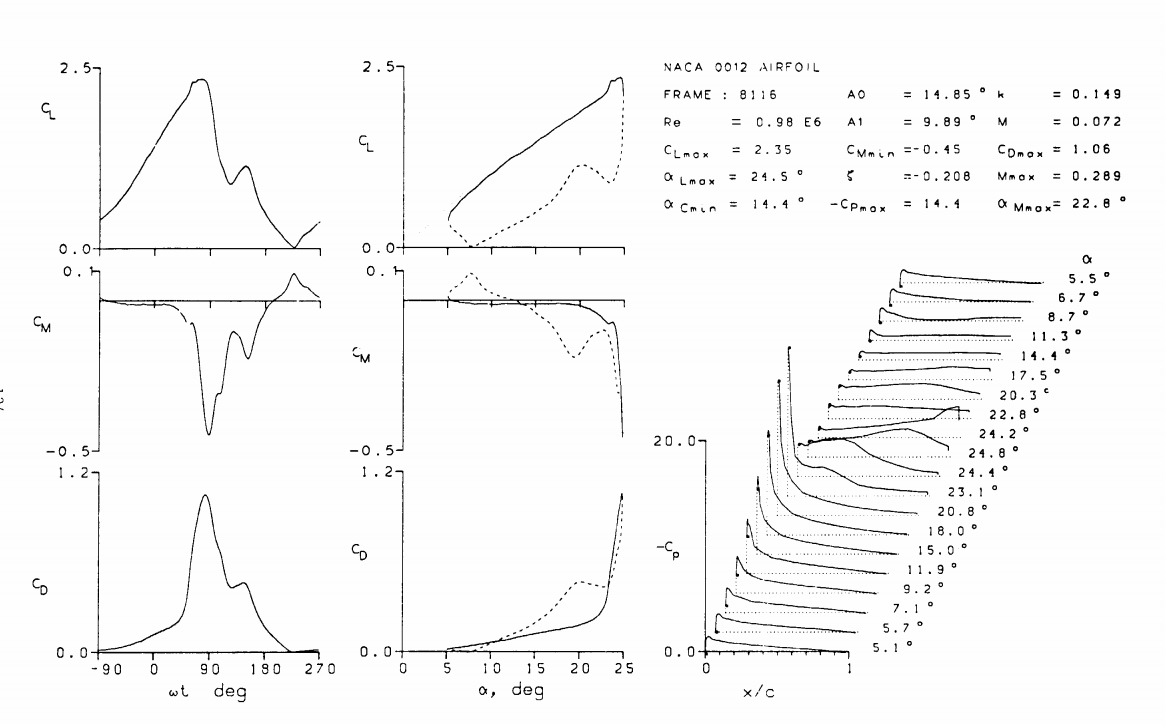 NACA 0012 AIRFOIL
FRAME : 8116 A0 = 14.85 ° k = 0.149
Re = 0.98 E6 A1 = 9.89 ° M = 0.072
CLmax = 2.35 CMmin =-0.45 CDmax = 1.06
αLmax = 24.5 ° ζ =-0.208 Mmax = 0.289
αCmin = 14.4 ° -CPmax = 14.4 αMmax= 22.8 °
2.5
CL
0.0
2.5
CL
0.0
0.1
CM
-0.5
0.1
CM
-0.5
1.2
CD
0.0
-90 0 90 180 270
ωt deg
1.2
CD
0.0
0 5 10 15 20 25
α, deg
α
5.5 °
6.7 °
8.7 °
11.3 °
14.4 °
17.5 °
20.3 °
22.8 °
24.2 °
24.8 °
24.4 °
23.1 °
20.8 °
18.0 °
15.0 °
11.9 °
9.2 °
7.1 °
5.7 °
5.1 °
20.0
-Cp
0.0
0 1
x/c